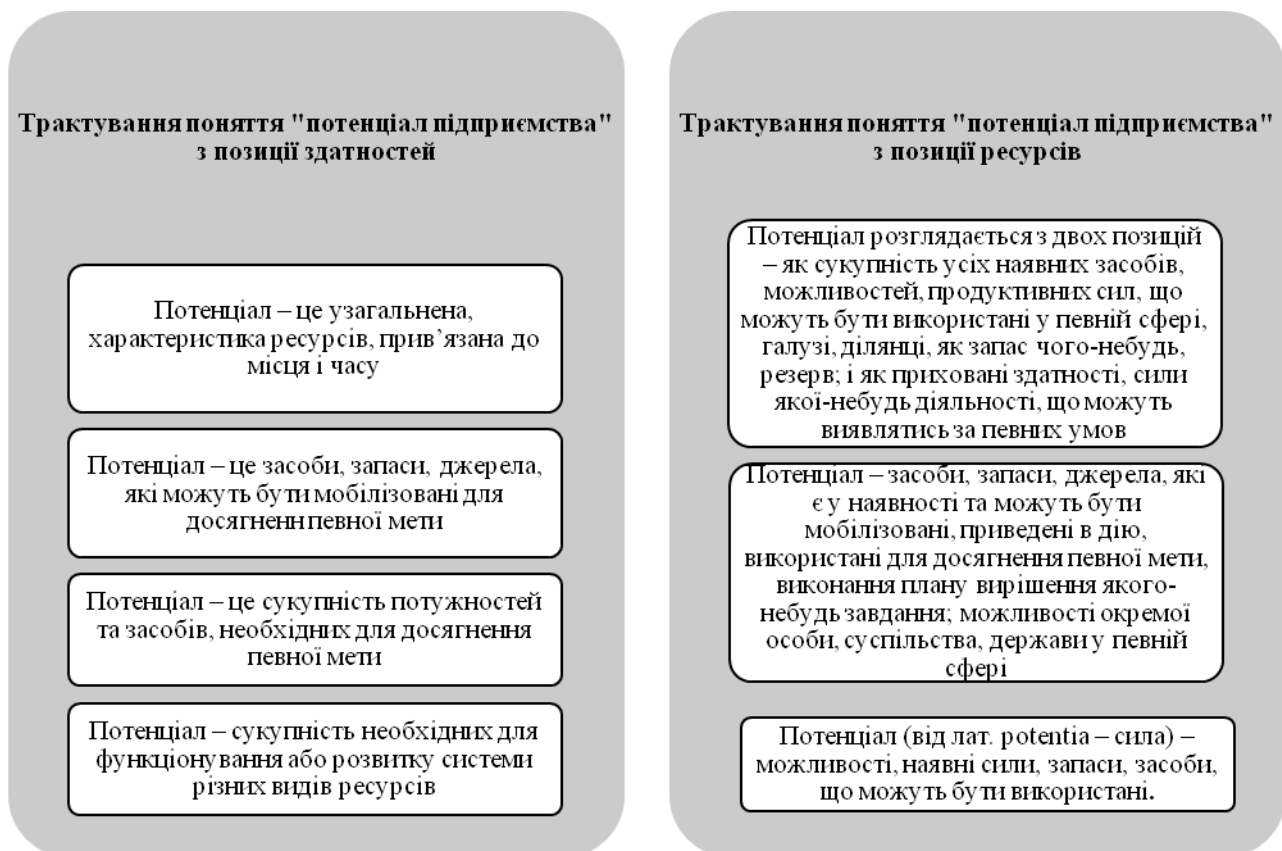 Трактування поняття "потенціал підприємства"
з позиції здатностей
Потенціал – це узагальнена,
характеристика ресурсів, прив’язана до
місця і часу
Потенціал – це засоби, запаси, джерела,
які можуть бути мобілізовані для
досягненн певної мети
Потенціал – це сукупність потужностей
та засобів, необхідних для досягнення
певної мети
Потенціал – сукупність необхідних для
функціонування або розвитку системи
різних видів ресурсів
Трактування поняття "потенціал підприємства"
з позиції ресурсів
Потенціал розглядається з двох позицій
– як сукупність усіх наявних засобів,
можливостей, продуктивних сил, що
можуть бути використані у певній сфері,
галузі, ділянці, як запас чого-небудь,
резерв; і як приховані здатності, сили
якої-небудь діяльності, що можуть
виявлятись за певних умов
Потенціал – засоби, запаси, джерела, які
є у наявності та можуть бути
мобілізовані, приведені в дію,
використані для досягнення певної мети,
виконання плану вирішення якого-
небудь завдання; можливості окремої
особи, суспільства, держави у певній
сфері
Потенціал (від лат. potentia – сила) –
можливості, наявні сили, запаси, засоби,
що можуть бути використані.